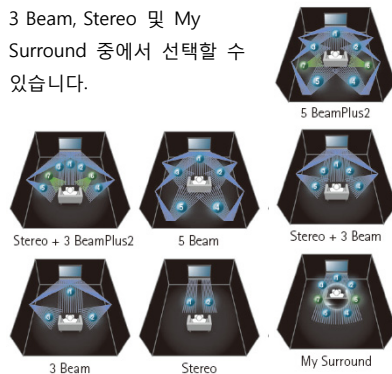 3 Beam, Stereo 및 My
Surround 중에서 선택할 수
있습니다.
5 BeamPlus2
Stereo + 3 BeamPlus2
5 Beam
Stereo + 3 Beam
3 Beam
Stereo
My Surround